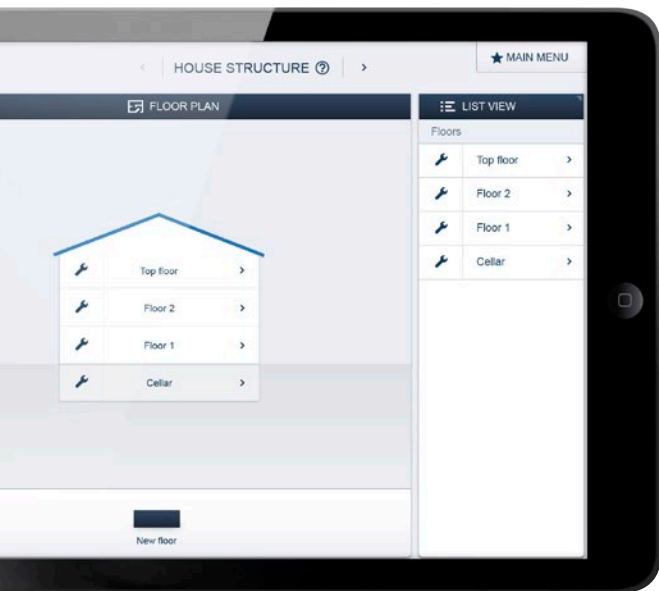 HOUSE STRUCTURE ?
MAIN MENU
FLOOR PLAN
Top floor
Floor 2
Floor 1
Cellar
New floor
LIST VIEW
Floors
Top floor
Floor 2
Floor 1
Cellar